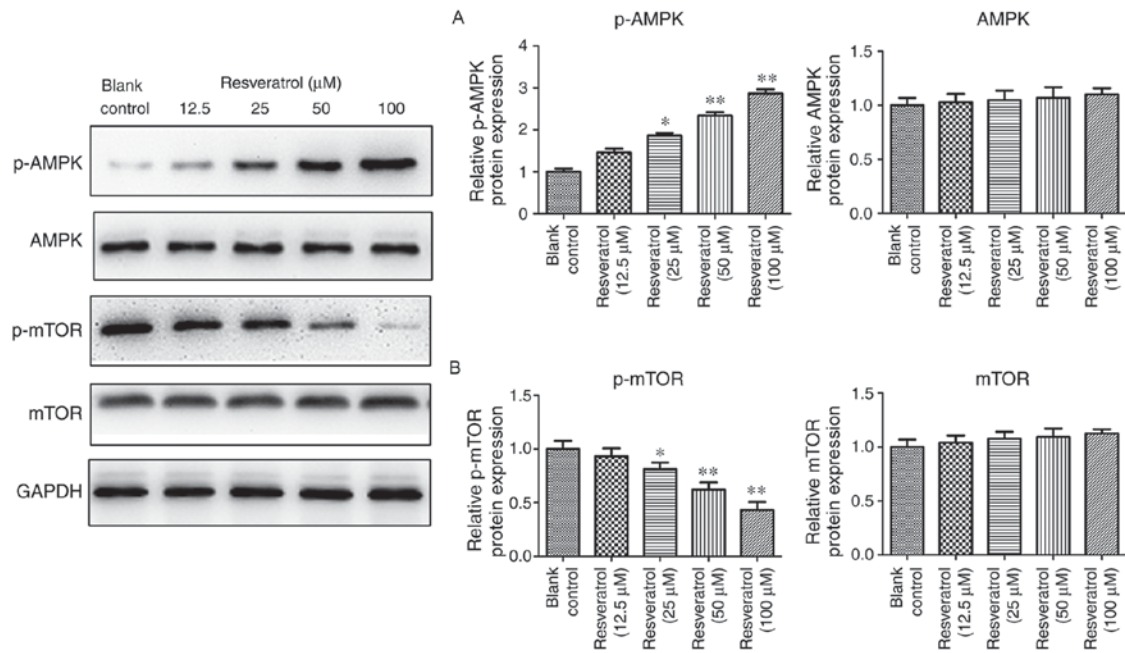 Blank
control
Resveratrol (μM)
12.5 25 50 100
p-AMPK
AMPK
p-mTOR
mTOR
GAPDH
A
p-AMPK
Relative p-AMPK
protein expression
4
3
2
1
0
*
**
**
Blank
control
Resveratrol
(12.5 μM)
Resveratrol
(25 μM)
Resveratrol
(50 μM)
Resveratrol
(100 μM)
AMPK
Relative AMPK
protein expression
1.5
1.0
0.5
0.0
Blank
control
Resveratrol
(12.5 μM)
Resveratrol
(25 μM)
Resveratrol
(50 μM)
Resveratrol
(100 μM)
B
p-mTOR
Relative p-mTOR
protein expression
1.5
1.0
0.5
0.0
*
**
**
Blank
control
Resveratrol
(12.5 μM)
Resveratrol
(25 μM)
Resveratrol
(50 μM)
Resveratrol
(100 μM)
mTOR
Relative mTOR
protein expression
1.5
1.0
0.5
0.0
Blank
control
Resveratrol
(12.5 μM)
Resveratrol
(25 μM)
Resveratrol
(50 μM)
Resveratrol
(100 μM)